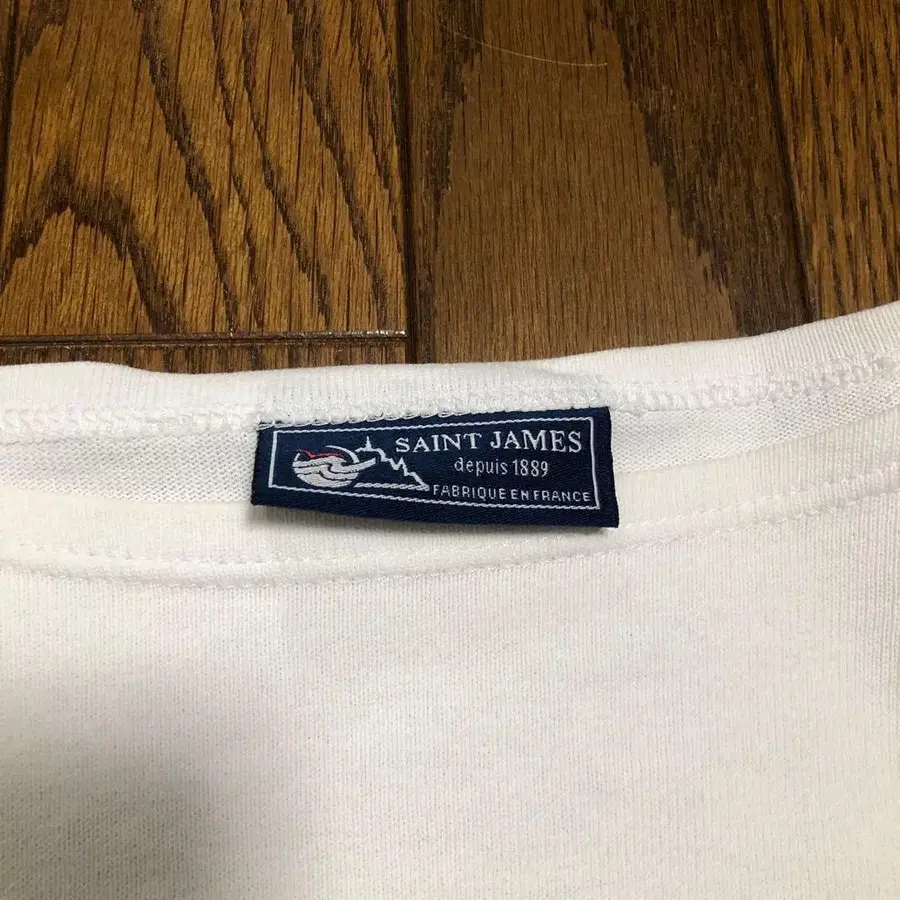 SAINT JAMES
depuis 1889
FABRIQUE EN FRANCE